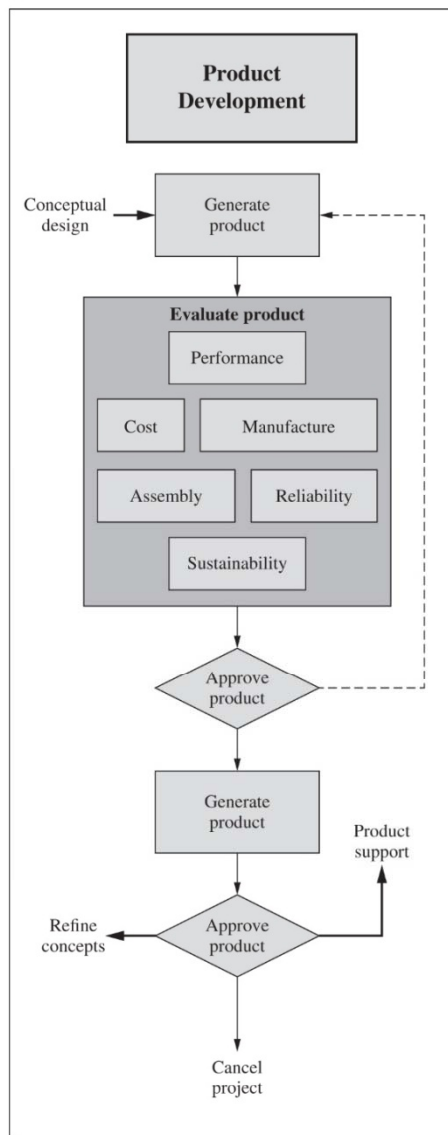 Product
Development
Conceptual
design
Generate
product
Evaluate product
Performance
Cost
Manufacture
Assembly
Reliability
Sustainability
Approve
product
Generate
product
Product
support
Refine
concepts
Approve
product
Cancel
project